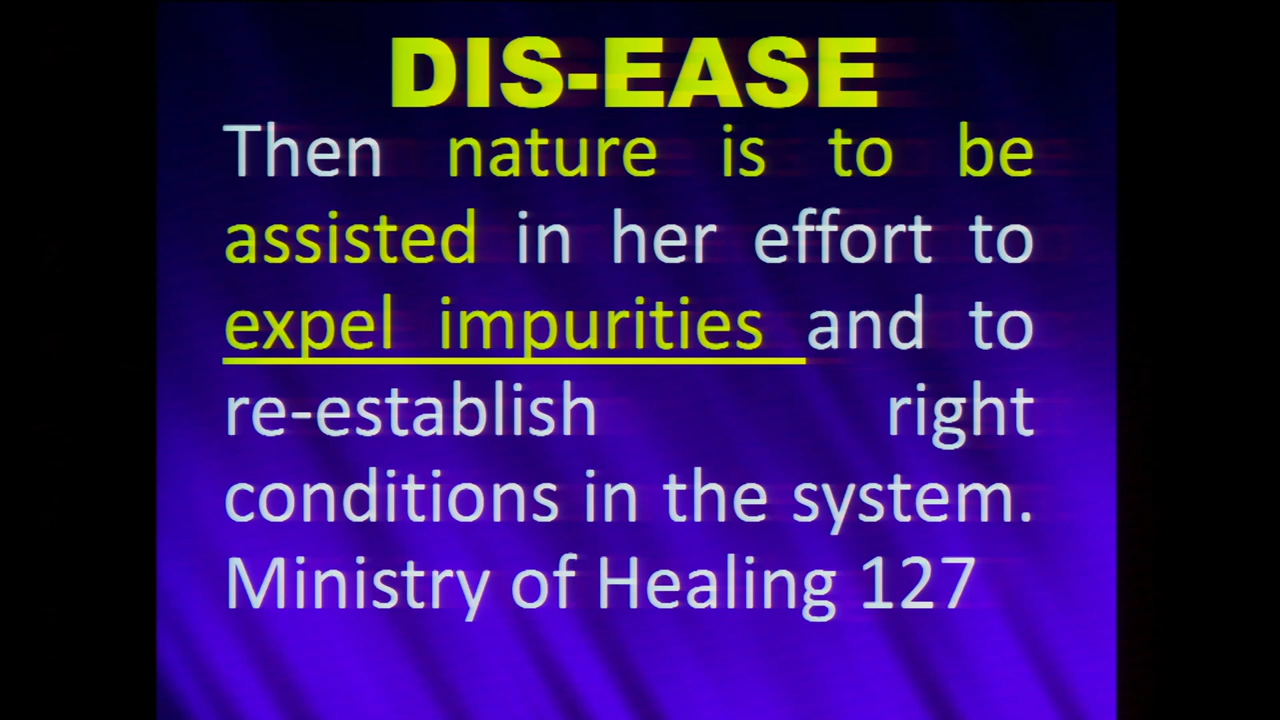 DIS-EASE
Then nature is to be
assisted in her effort to
expel impurities and to
re-establish right
conditions in the system.
Ministry of Healing 127